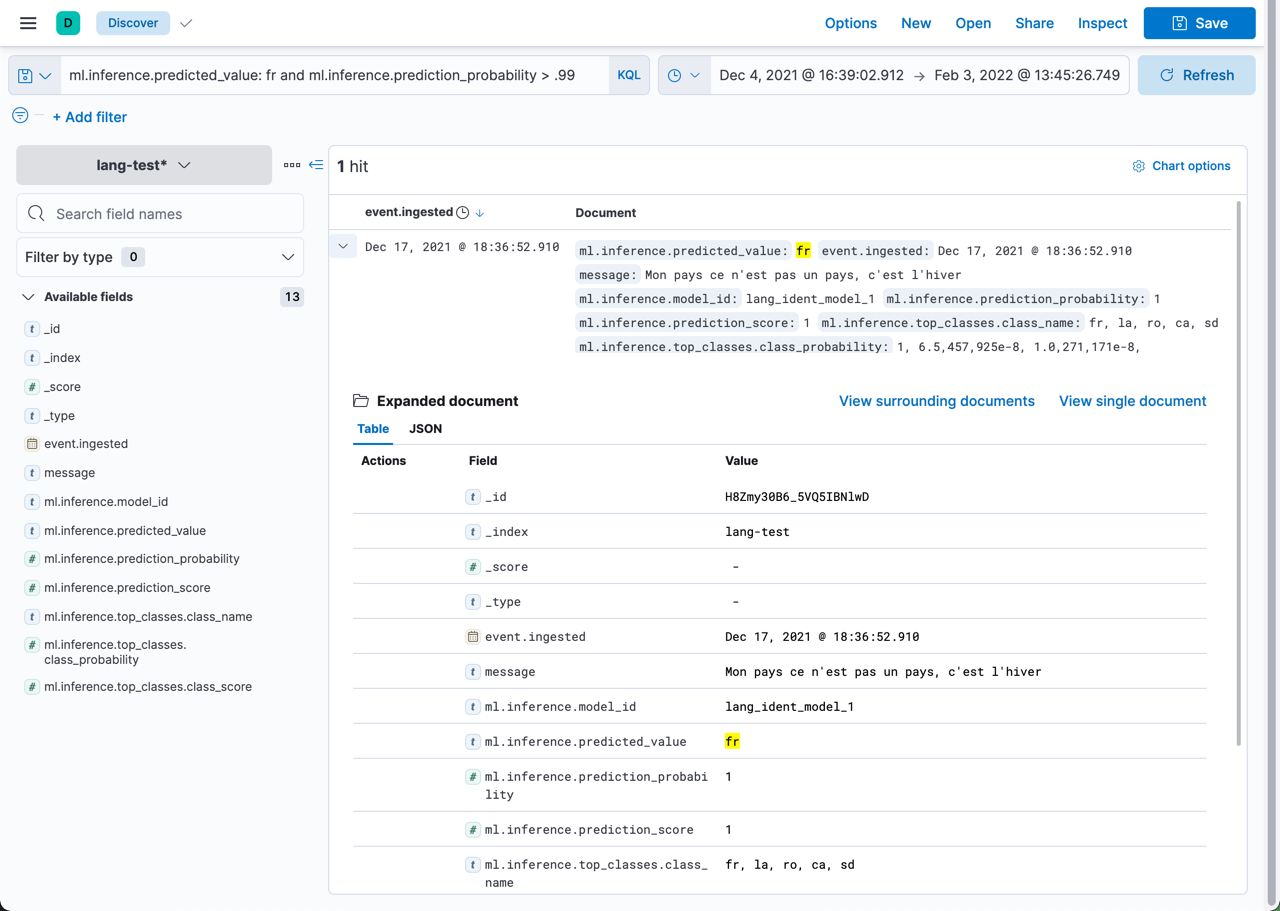 D Discover Options New Open Share Inspect Save
ml.inference.predicted_value: fr and ml.inference.prediction_probability > .99 KQL Dec 4, 2021 @ 16:39:02.912 → Feb 3, 2022 @ 13:45:26.749 Refresh
+ Add filter
lang-test*
Search field names
Filter by type 0
Available fields 13
t _id
t _index
# _score
t _type
event.ingested
t message
t ml.inference.model_id
t ml.inference.predicted_value
# ml.inference.prediction_probability
# ml.inference.prediction_score
t ml.inference.top_classes.class_name
# ml.inference.top_classes.
class_probability
# ml.inference.top_classes.class_score
1 hit Chart options
event.ingested ↓ Document
Dec 17, 2021 @ 18:36:52.910 ml.inference.predicted_value: fr event.ingested: Dec 17, 2021 @ 18:36:52.910
message: Mon pays ce n'est pas un pays, c'est l'hiver
ml.inference.model_id: lang_ident_model_1 ml.inference.prediction_probability: 1
ml.inference.prediction_score: 1 ml.inference.top_classes.class_name: fr, la, ro, ca, sd
ml.inference.top_classes.class_probability: 1, 6.5,457,925e-8, 1.0,271,171e-8,
Expanded document View surrounding documents View single document
Table JSON
Actions Field Value
t _id H8Zmy30B6_5VQ5IBNlwD
t _index lang-test
# _score -
t _type -
event.ingested Dec 17, 2021 @ 18:36:52.910
t message Mon pays ce n'est pas un pays, c'est l'hiver
t ml.inference.model_id lang_ident_model_1
t ml.inference.predicted_value fr
# ml.inference.prediction_probabi 1
lity
# ml.inference.prediction_score 1
t ml.inference.top_classes.class_ fr, la, ro, ca, sd
name